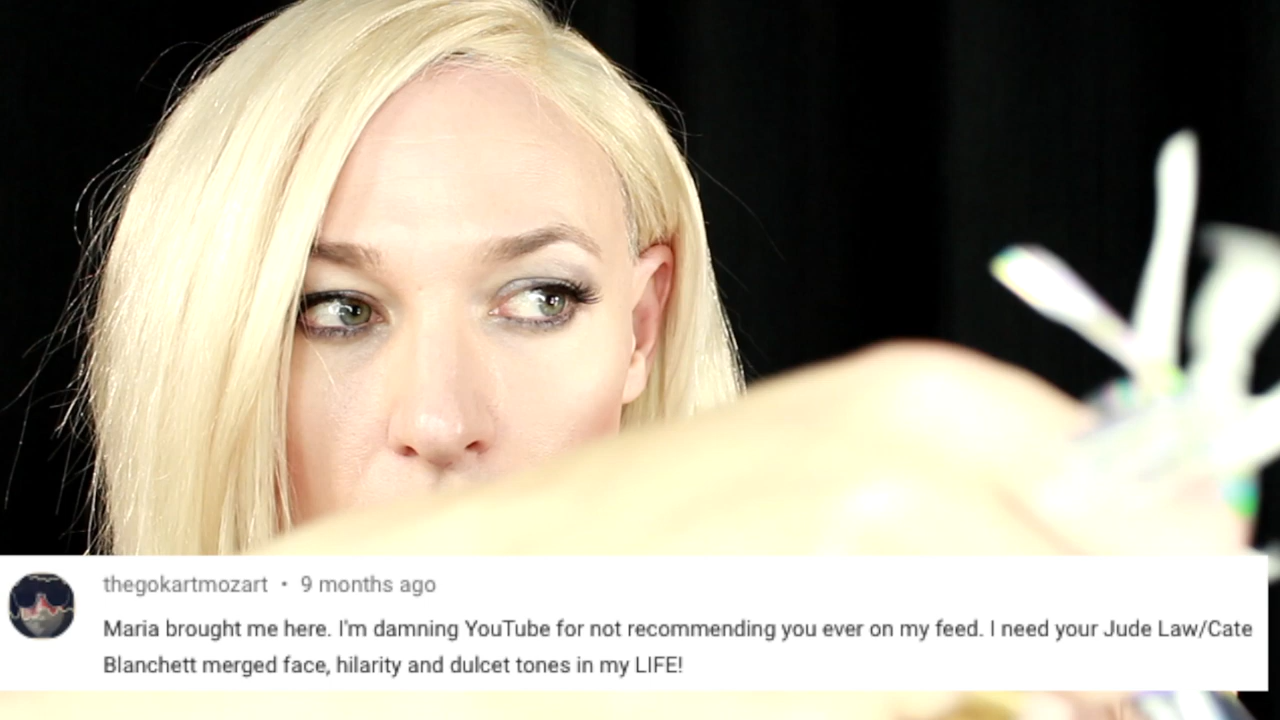 thegokartmozart • 9 months ago
Maria brought me here. I'm damning YouTube for not recommending you ever on my feed. I need your Jude Law/Cate
Blanchett merged face, hilarity and dulcet tones in my LIFE!